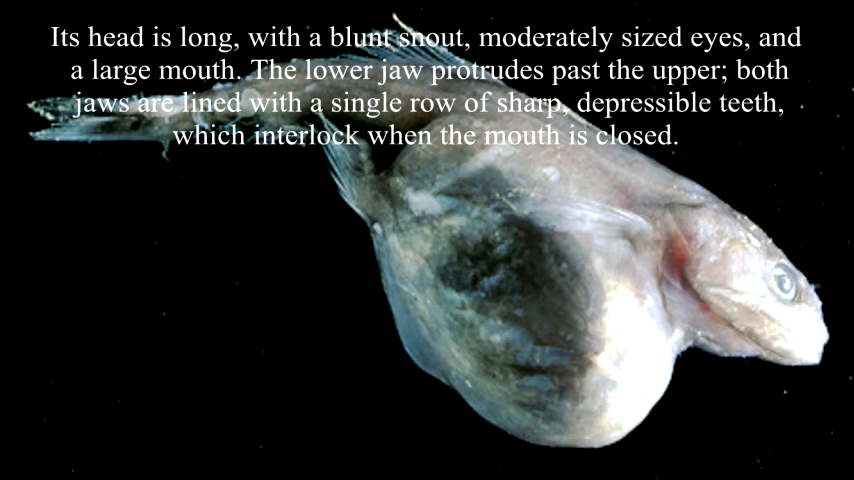 Its head is long, with a blunt snout, moderately sized eyes, and
a large mouth. The lower jaw protrudes past the upper; both
jaws are lined with a single row of sharp, depressible teeth,
which interlock when the mouth is closed.